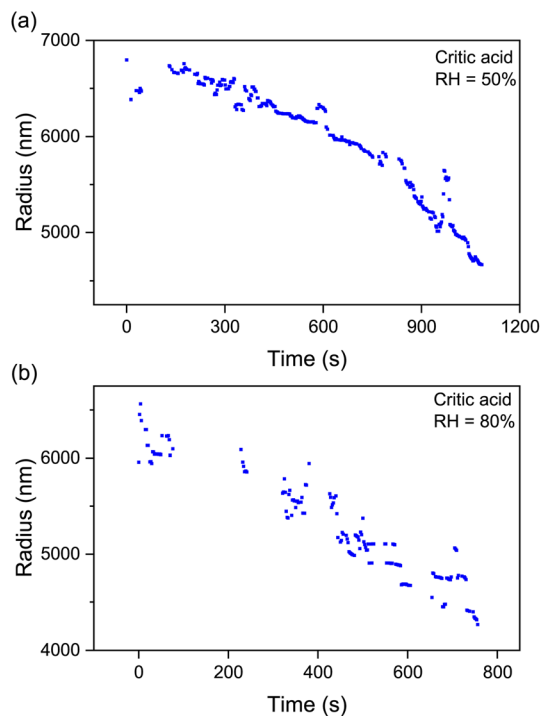 (a)
7000
6000
5000
Radius (nm)
Critic acid
RH = 50%
0
300
600
900
1200
Time (s)
(b)
6000
5000
4000
Radius (nm)
Critic acid
RH = 80%
0
200
400
600
800
Time (s)